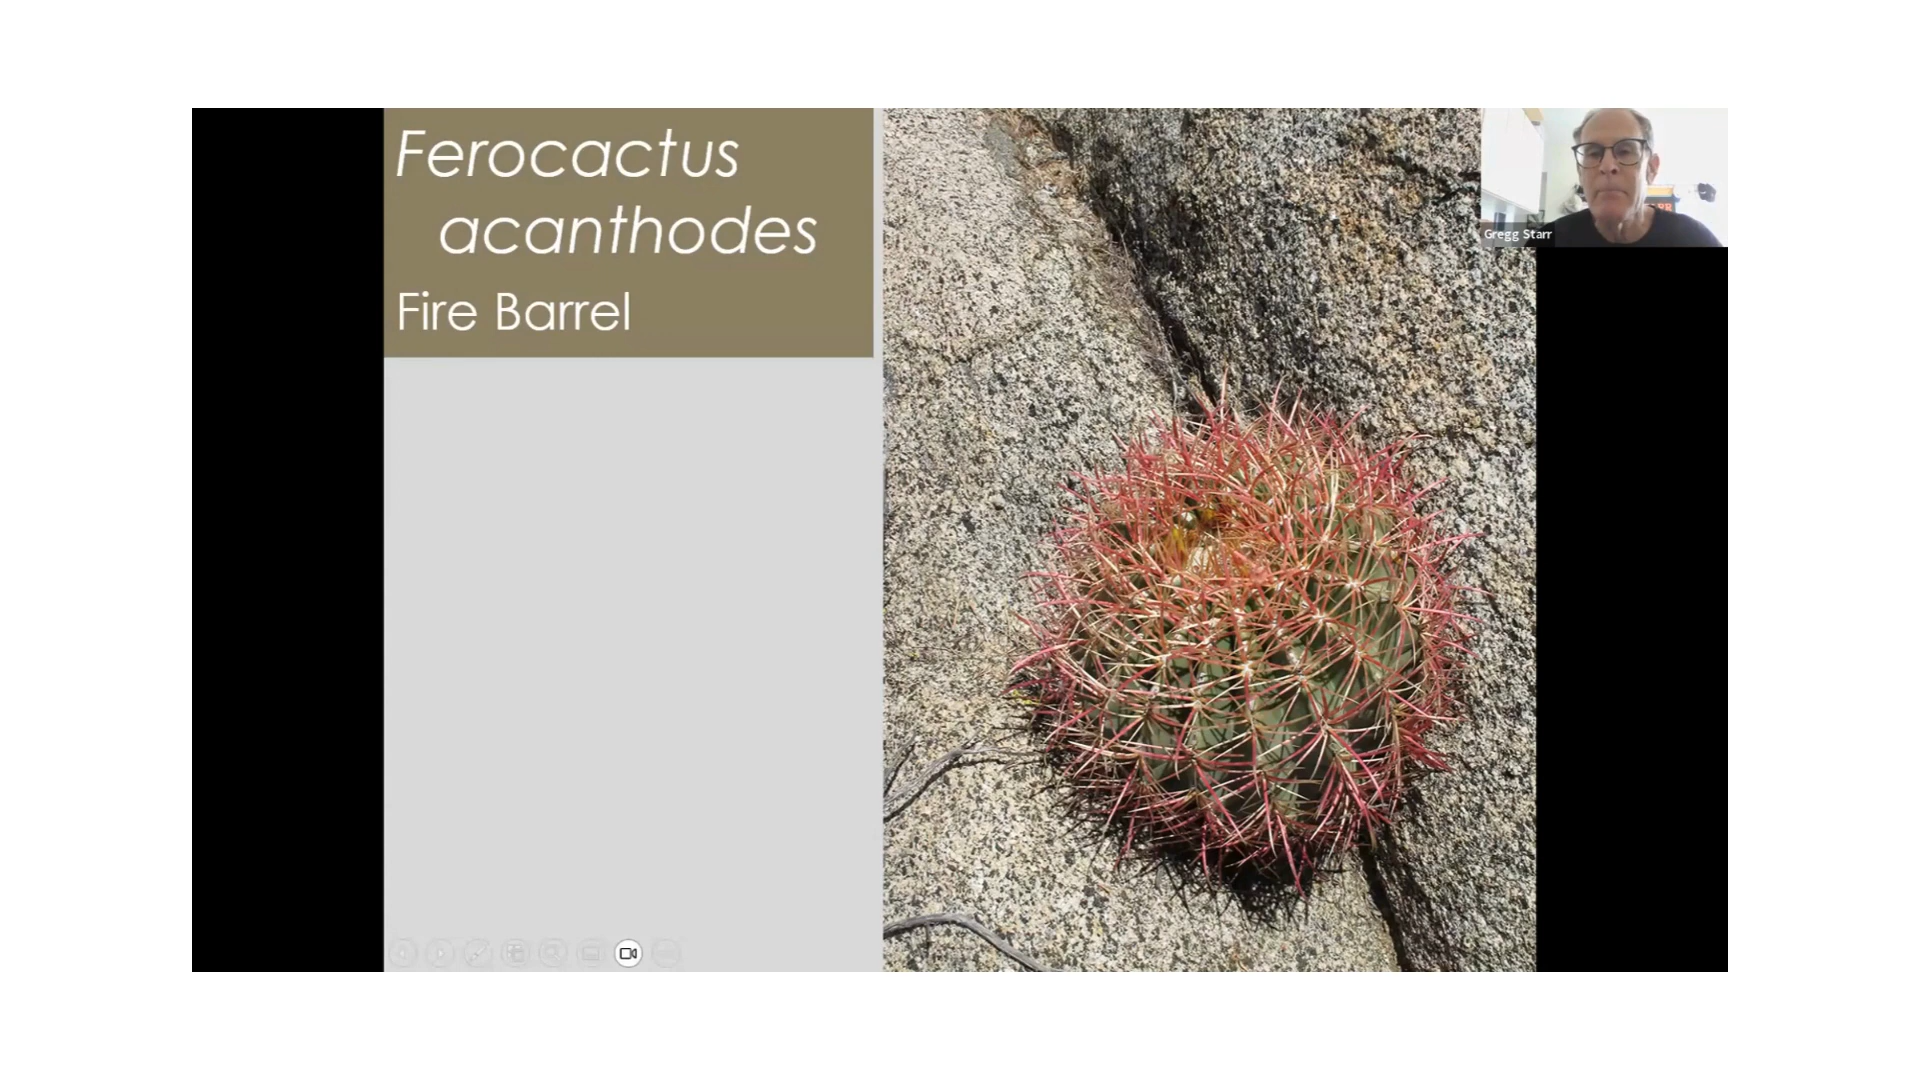 Ferocactus
acanthodes
Fire Barrel
Gregg Starr